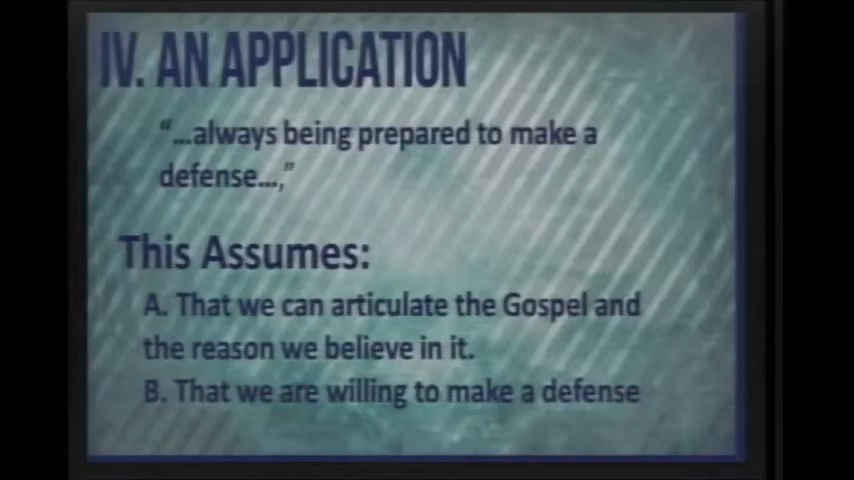 IV. AN APPLICATION
“...always being prepared to make a
defense...,”
This Assumes:
A. That we can articulate the Gospel and
the reason we believe in it.
B. That we are willing to make a defense